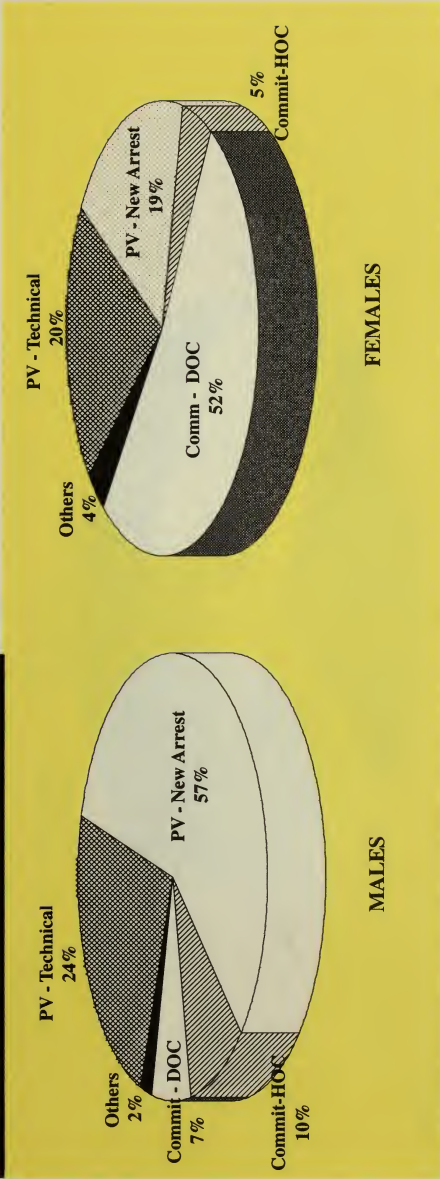 PV - Technical
24%
Others
2%
Commit - DOC
7%
Commit-HOC
10%
PV - New Arrest
57%
MALES
PV - Technical
20%
Others
4%
PV - New Arrest
19%
Comm - DOC
52%
5%
Commit-HOC
FEMALES